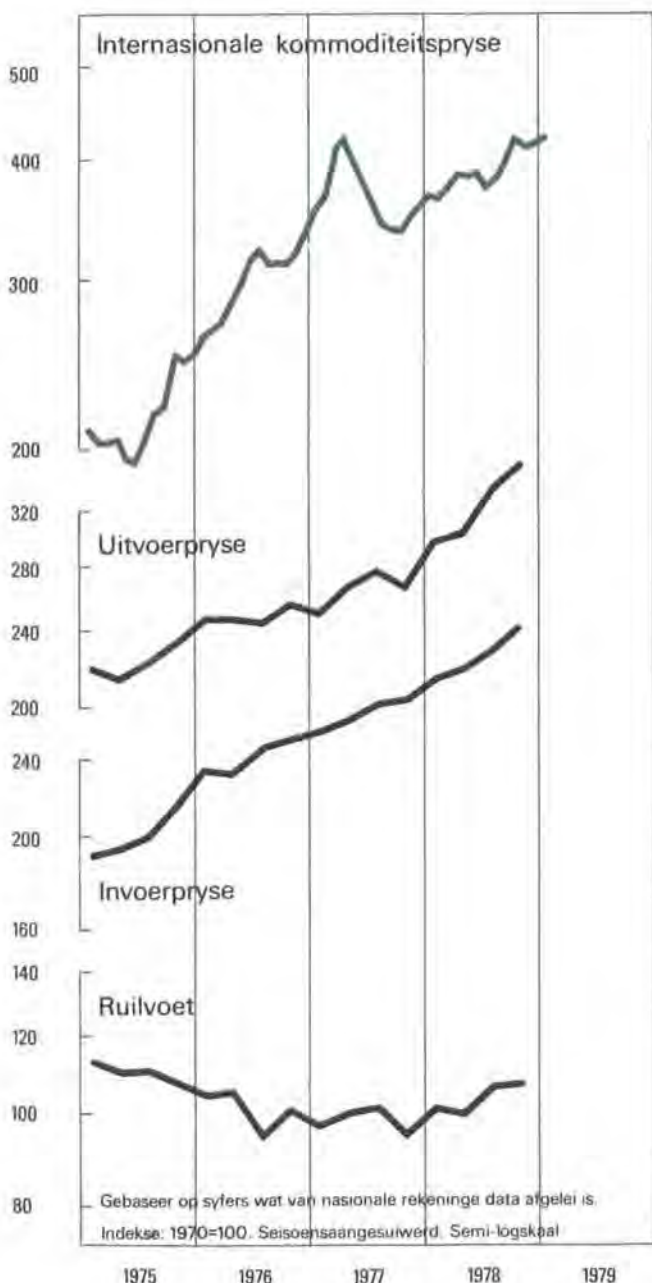 Internasionale kommoditeitspryse
500
400
300
200
320
Uitvoerpryse
280
240
200
240
200
Invoerpryse
160
140
Ruilvoet
120
100
80
Gebaseer op syfers wat van nasionale rekeninge data afgelei is.
Indekse: 1970=100. Seisoensaangesuiwerd. Semi-logskaal
1975 1976 1977 1978 1979